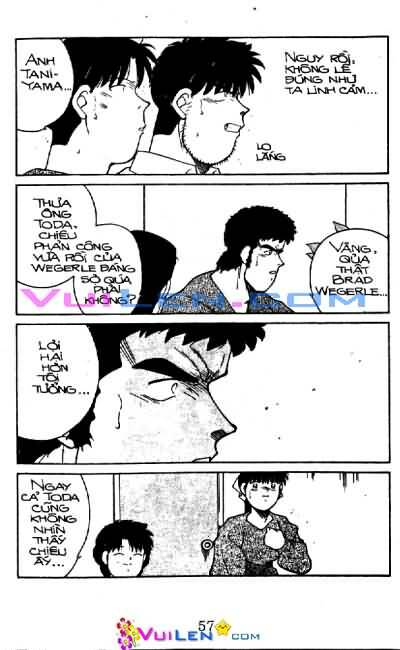 ANH
TANI-
YAMA...
NGUY RỒI,
KHÔNG LẼ
ĐÚNG NHƯ
TA LINH CẢM...
LO
LẮNG
THƯA
ÔNG
TODA,
CHIÊU
PHẢN CÔNG
VỪA RỒI CỦA
WEGERLE ĐÁNG
SỢ QUÁ
PHẢI
KHÔNG?
VÂNG,
QUẢ
THẬT
BRAD
WEGERLE...
VUILEN.COM
LỢI
HẠI
HƠN
TÔI
TƯỞNG...
NGAY
CẢ TODA
CŨNG
KHÔNG
NHÌN
THẤY
CHIÊU
ẤY...
57
VUILEN.COM